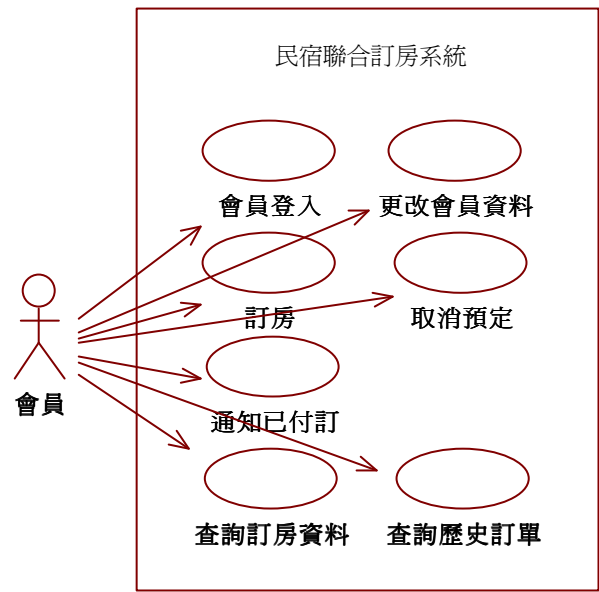 民宿聯合訂房系統
會員登入
更改會員資料
訂房
取消預定
會員
通知已付訂
查詢訂房資料
查詢歷史訂單